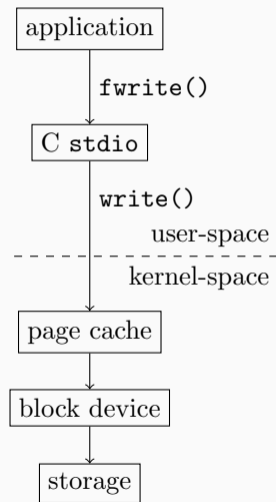 application
fwrite()
C stdio
write()
user-space
kernel-space
page cache
block device
storage